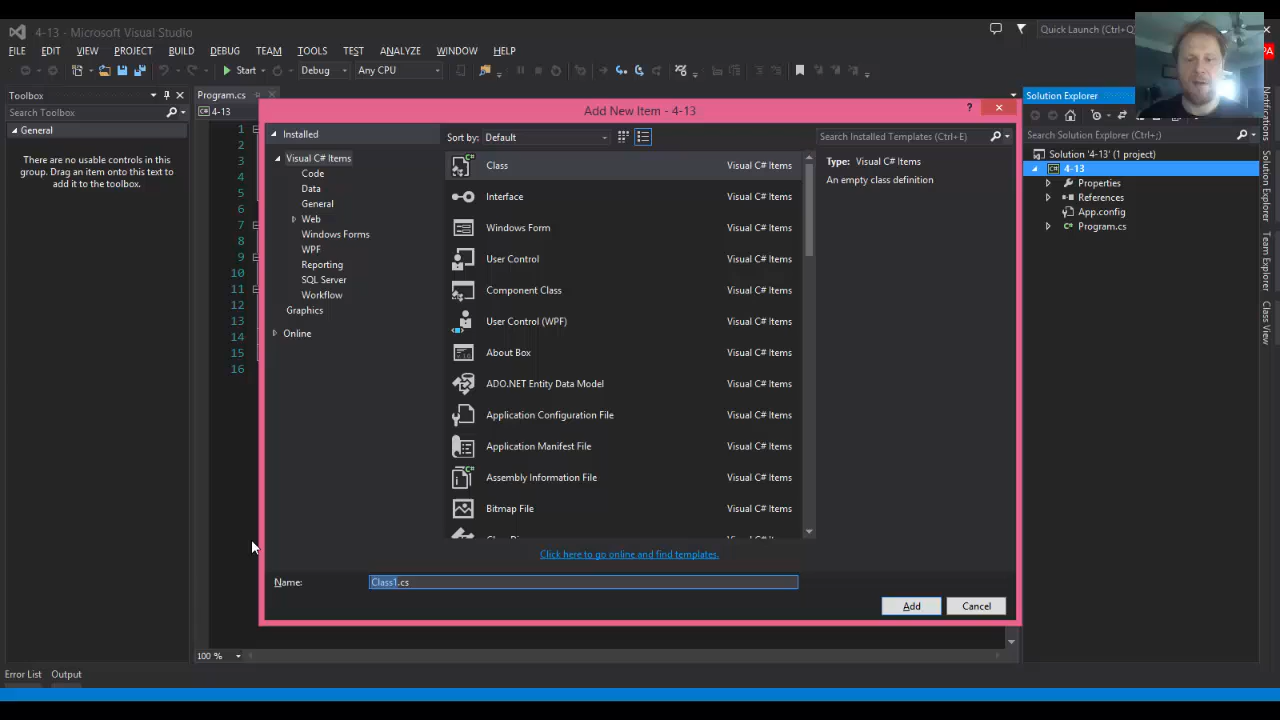 4-13 - Microsoft Visual Studio
Quick Launch (Ctrl+Q)
FILE EDIT VIEW PROJECT BUILD DEBUG TEAM TOOLS TEST ANALYZE WINDOW HELP
PA
Start Debug Any CPU
Toolbox
Search Toolbox
General
There are no usable controls in this
group. Drag an item onto this text to
add it to the toolbox.
Program.cs
4-13
1
2
3
4
5
6
7
8
9
10
11
12
13
14
15
16
100 %
Add New Item - 4-13
?
Installed
Visual C# Items
Code
Data
General
Web
Windows Forms
WPF
Reporting
SQL Server
Workflow
Graphics
Online
Sort by: Default
Search Installed Templates (Ctrl+E)
Class Visual C# Items
Interface Visual C# Items
Windows Form Visual C# Items
User Control Visual C# Items
Component Class Visual C# Items
User Control (WPF) Visual C# Items
About Box Visual C# Items
ADO.NET Entity Data Model Visual C# Items
Application Configuration File Visual C# Items
Application Manifest File Visual C# Items
Assembly Information File Visual C# Items
Bitmap File Visual C# Items
Type: Visual C# Items
An empty class definition
Click here to go online and find templates.
Name: Class1.cs
Add Cancel
Solution Explorer
Search Solution Explorer (Ctrl+;)
Solution '4-13' (1 project)
4-13
Properties
References
App.config
Program.cs
Notifications
Solution Explorer
Team Explorer
Class View
Error List Output